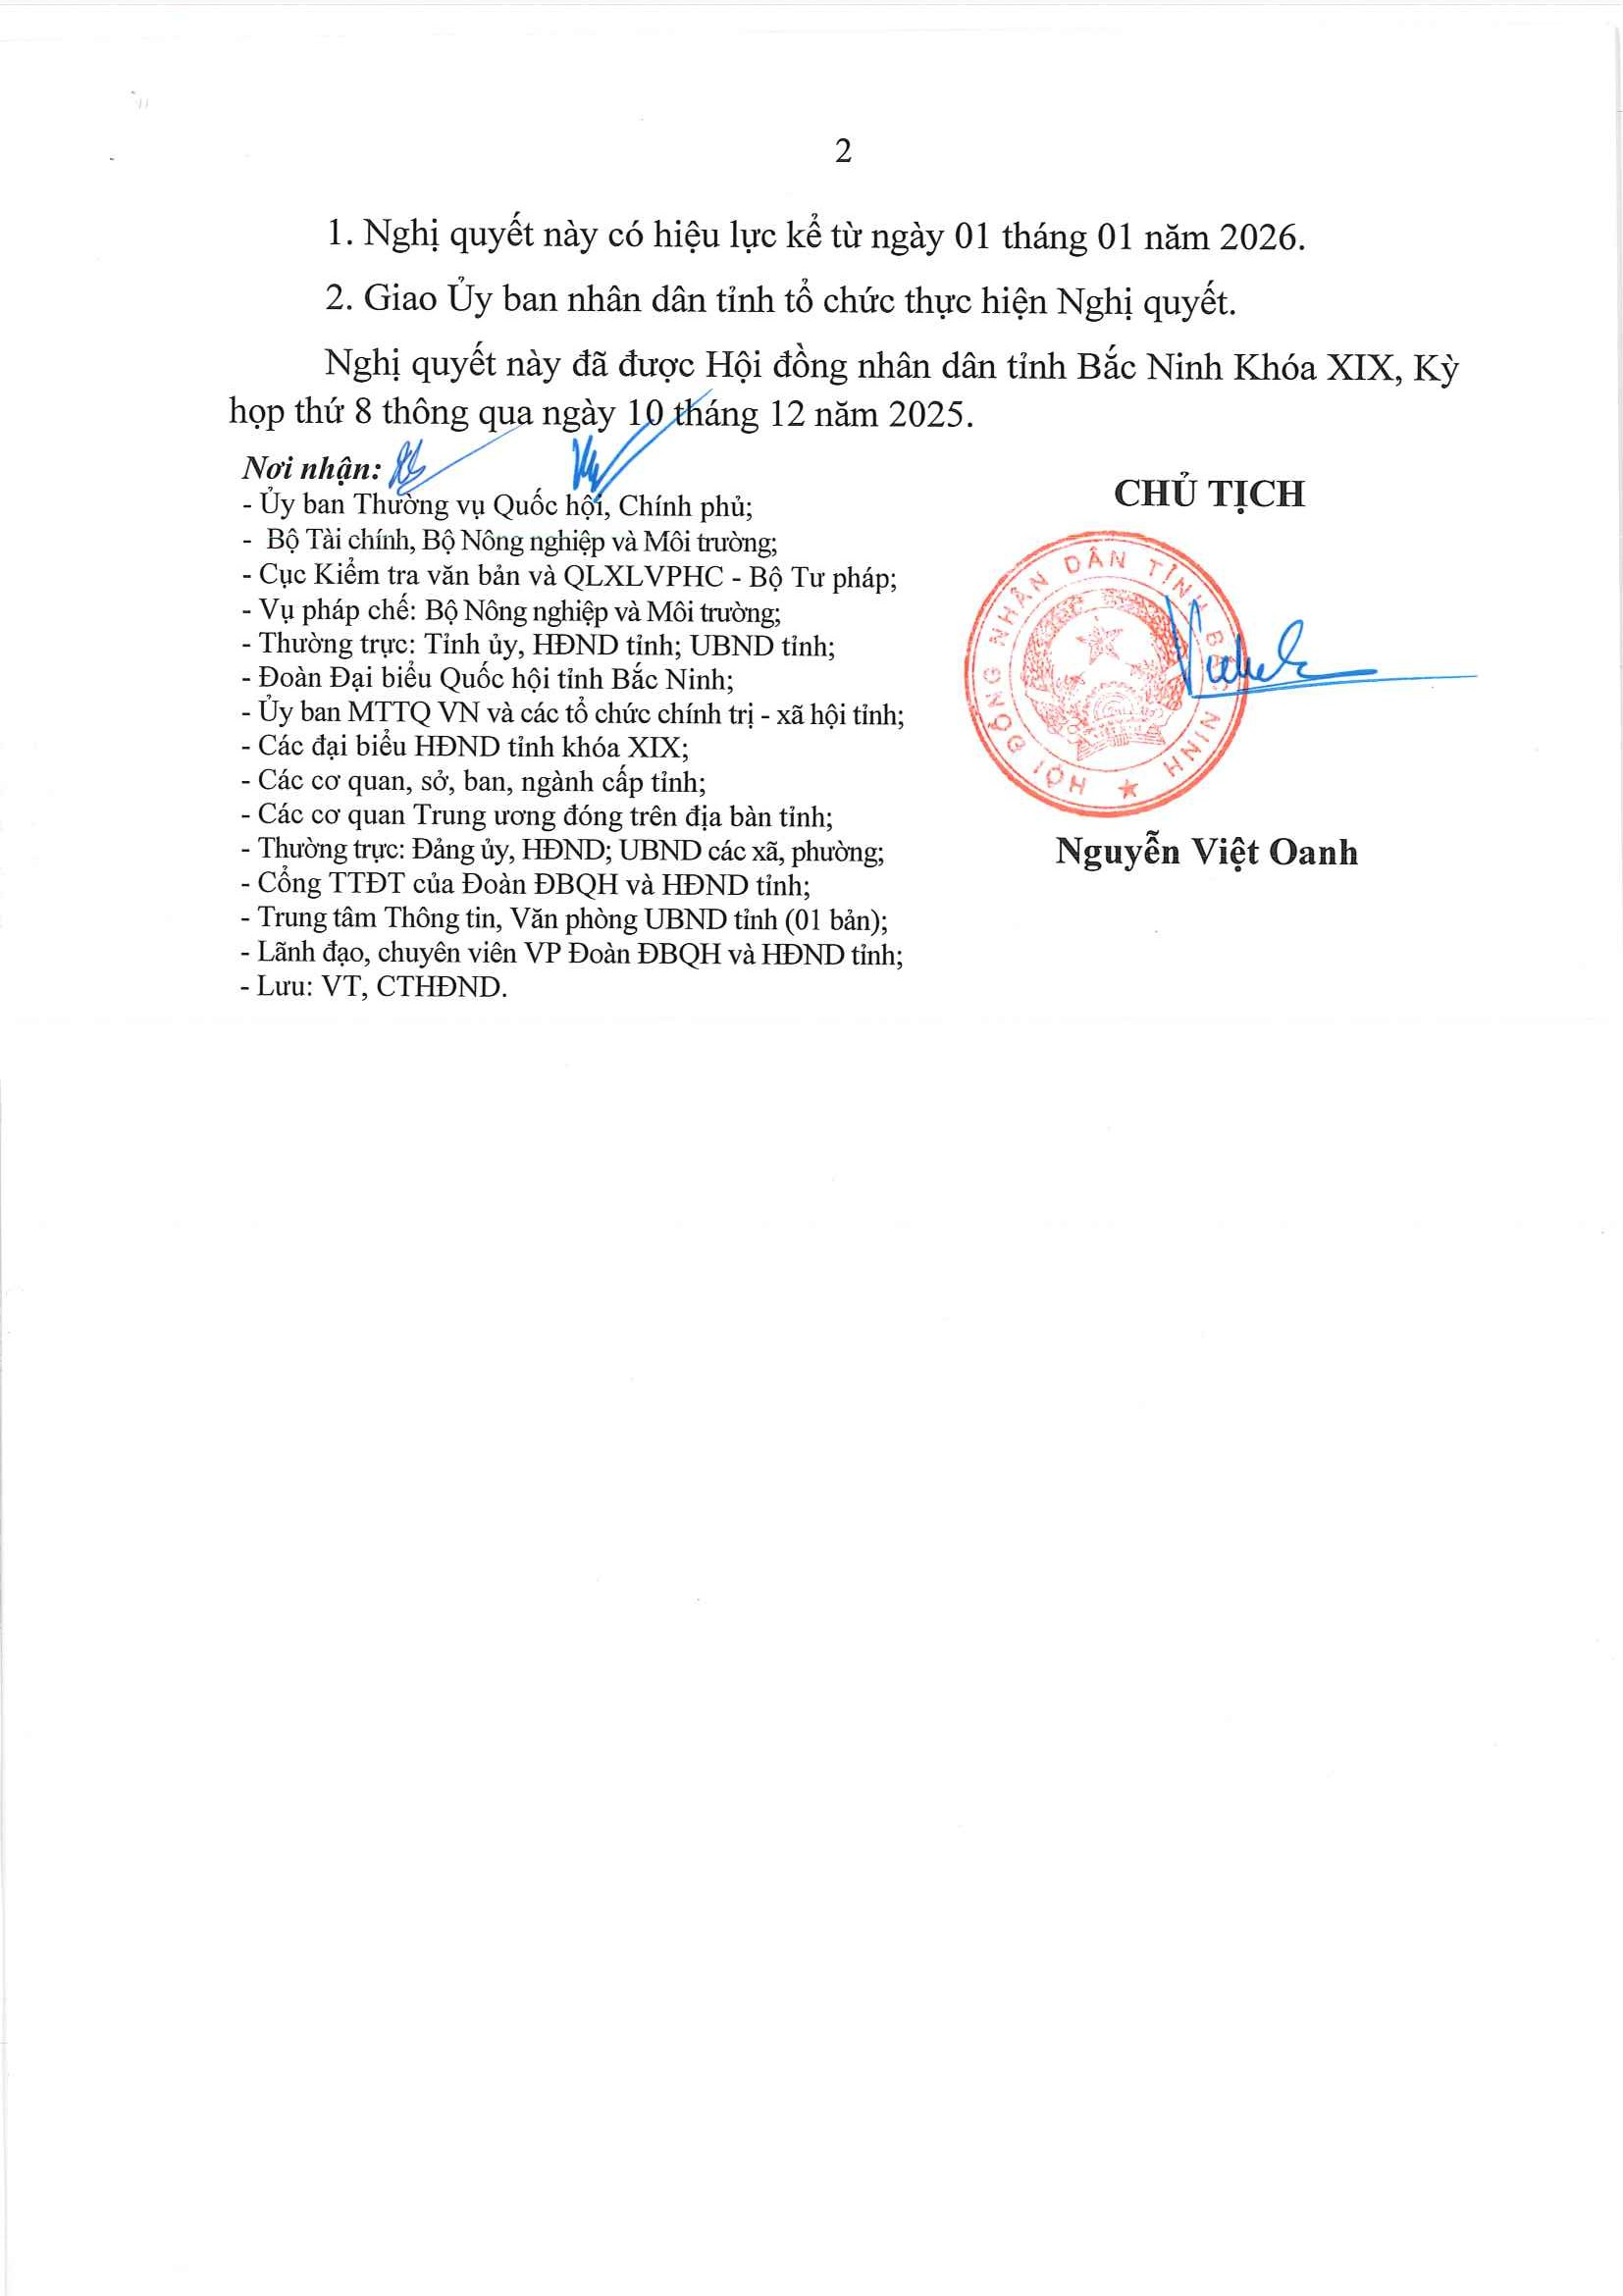 2
1. Nghị quyết này có hiệu lực kể từ ngày 01 tháng 01 năm 2026.
2. Giao Ủy ban nhân dân tỉnh tổ chức thực hiện Nghị quyết.
Nghị quyết này đã được Hội đồng nhân dân tỉnh Bắc Ninh Khóa XIX, Kỳ
họp thứ 8 thông qua ngày 10 tháng 12 năm 2025.
Nơi nhận:
- Ủy ban Thường vụ Quốc hội, Chính phủ;
- Bộ Tài chính, Bộ Nông nghiệp và Môi trường;
- Cục Kiểm tra văn bản và QLXLVPHC - Bộ Tư pháp;
- Vụ pháp chế: Bộ Nông nghiệp và Môi trường;
- Thường trực: Tỉnh ủy, HĐND tỉnh; UBND tỉnh;
- Đoàn Đại biểu Quốc hội tỉnh Bắc Ninh;
- Ủy ban MTTQ VN và các tổ chức chính trị - xã hội tỉnh;
- Các đại biểu HĐND tỉnh khóa XIX;
- Các cơ quan, sở, ban, ngành cấp tỉnh;
- Các cơ quan Trung ương đóng trên địa bàn tỉnh;
- Thường trực: Đảng ủy, HĐND; UBND các xã, phường;
- Cổng TTĐT của Đoàn ĐBQH và HĐND tỉnh;
- Trung tâm Thông tin, Văn phòng UBND tỉnh (01 bản);
- Lãnh đạo, chuyên viên VP Đoàn ĐBQH và HĐND tỉnh;
- Lưu: VT, CTHĐND.
CHỦ TỊCH
HỘI ĐỒNG NHÂN DÂN TỈNH BẮC NINH
Nguyễn Việt Oanh